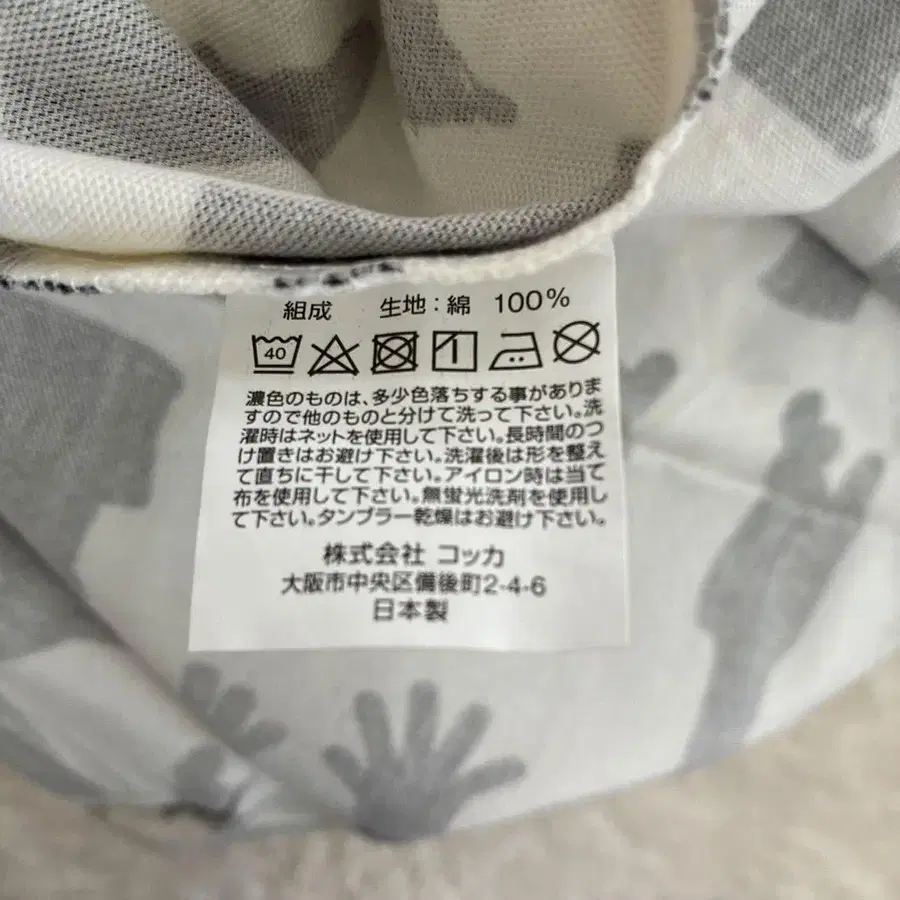 組成 生地:綿 100%
40
濃色のものは、多少色落ちする事がありま
すので他のものと分けて洗って下さい。洗
濯時はネットを使用して下さい。長時間のつ
け置きはお避け下さい。洗濯後は形を整え
て直ちに干して下さい。アイロン時は当て
布を使用して下さい。無蛍光洗剤を使用し
て下さい。タンブラー乾燥はお避け下さい。
株式会社 コッカ
大阪市中央区備後町2-4-6
日本製